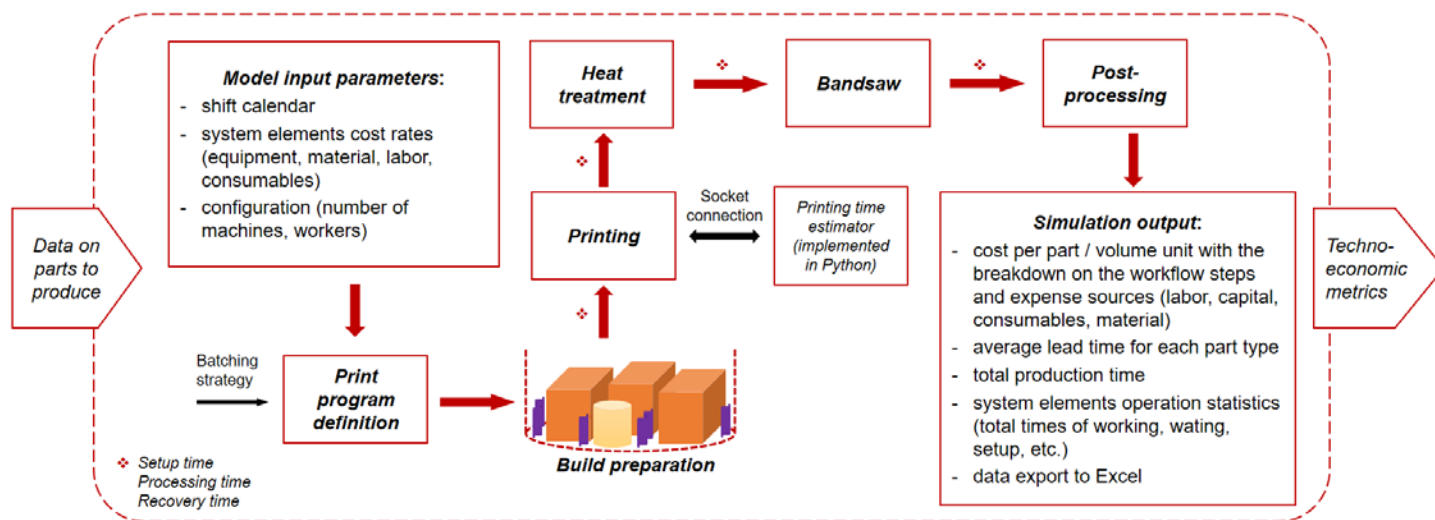 Data on
parts to
produce
Model input parameters:
- shift calendar
- system elements cost rates
(equipment, material, labor,
consumables)
- configuration (number of
machines, workers)
Batching
strategy
Print
program
definition
❖ Setup time
Processing time
Recovery time
Build preparation
❖
Printing
Socket
connection
Printing time
estimator
(implemented
in Python)
❖
Heat
treatment
❖
Bandsaw
❖
Post-
processing
Simulation output:
- cost per part / volume unit with the
breakdown on the workflow steps
and expense sources (labor, capital,
consumables, material)
- average lead time for each part type
- total production time
- system elements operation statistics
(total times of working, wating,
setup, etc.)
- data export to Excel
Techno-
economic
metrics